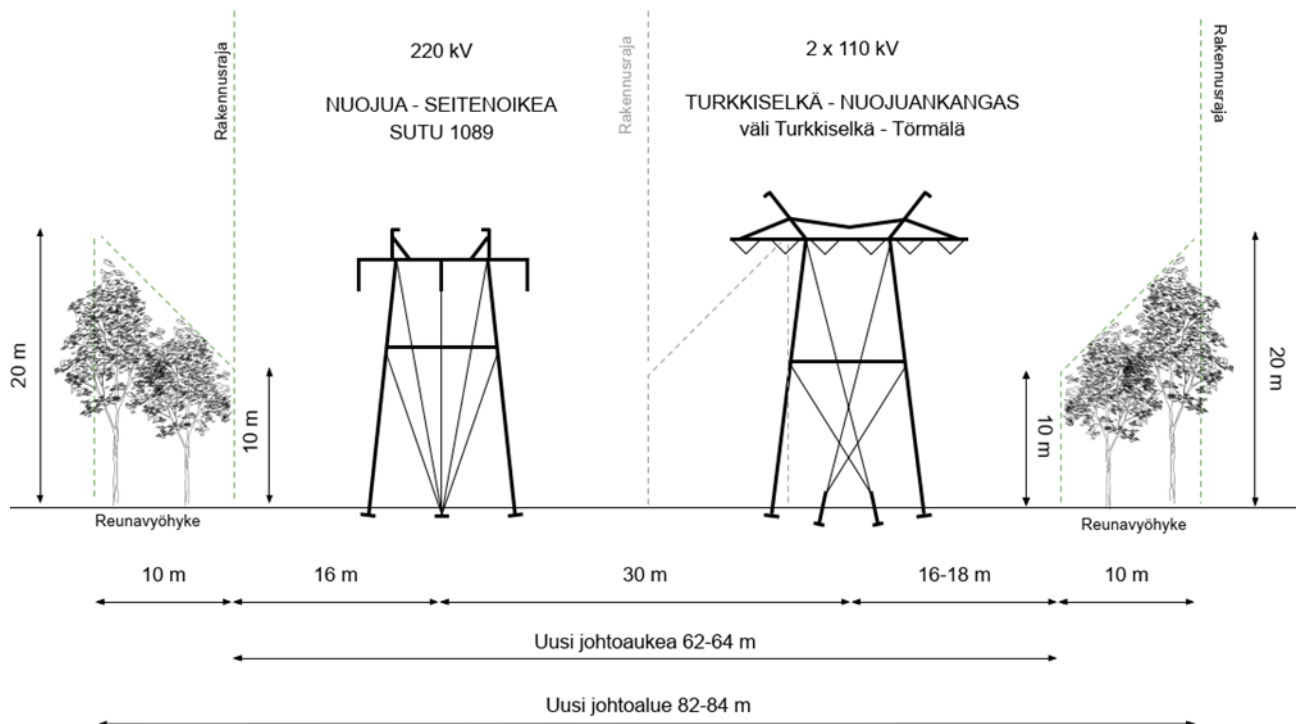 Rakennusraja
220 kV
NUOJUA - SEITENOIKEA
SUTU 1089
Rakennusraja
2 x 110 kV
TURKKISELKÄ - NUOJUANKANGAS
väli Turkkiselkä - Törmälä
Rakennusraja
20 m
10 m
10 m
20 m
Reunavyöhyke
Reunavyöhyke
10 m
16 m
30 m
16-18 m
10 m
Uusi johtoaukea 62-64 m
Uusi johtoalue 82-84 m